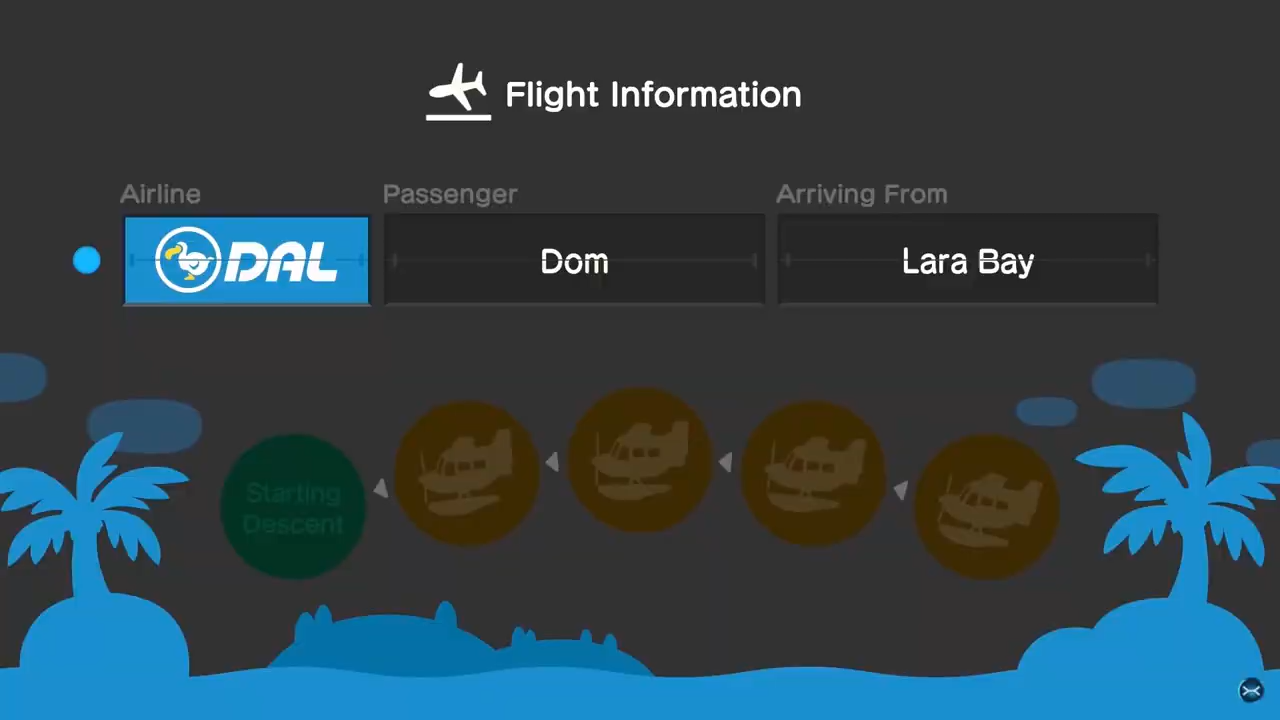 Flight Information
Airline
Passenger
Arriving From
DAL
Dom
Lara Bay
Starting
Descent